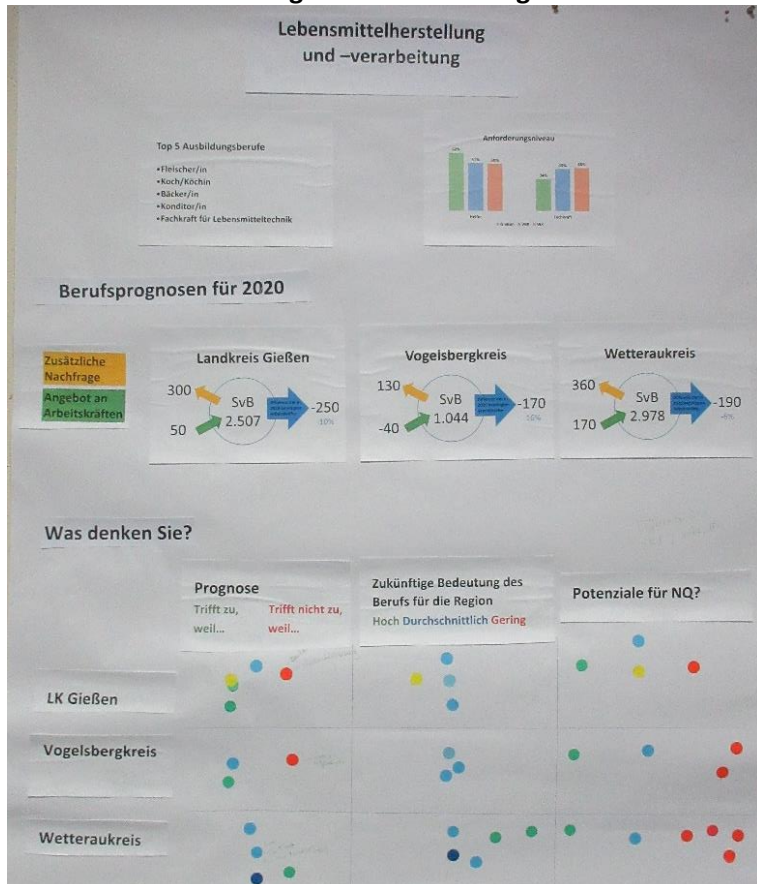 Lebensmittelherstellung
und –verarbeitung
Top 5 Ausbildungsberufe
•Fleischer/in
•Koch/Köchin
•Bäcker/in
•Konditor/in
•Fachkraft für Lebensmitteltechnik
Anforderungsniveau
Berufsprognosen für 2020
Zusätzliche
Nachfrage
Angebot an
Arbeitskräften
Landkreis Gießen
300
SvB
2.507
50
-250
10%
Vogelsbergkreis
130
SvB
1.044
-40
-170
Wetteraukreis
360
SvB
2.978
170
-190
Was denken Sie?
Prognose
Trifft zu,
weil...
Trifft nicht zu,
weil...
Zukünftige Bedeutung des
Berufs für die Region
Hoch Durchschnittlich Gering
Potenziale für NQ?
LK Gießen
Vogelsbergkreis
Wetteraukreis